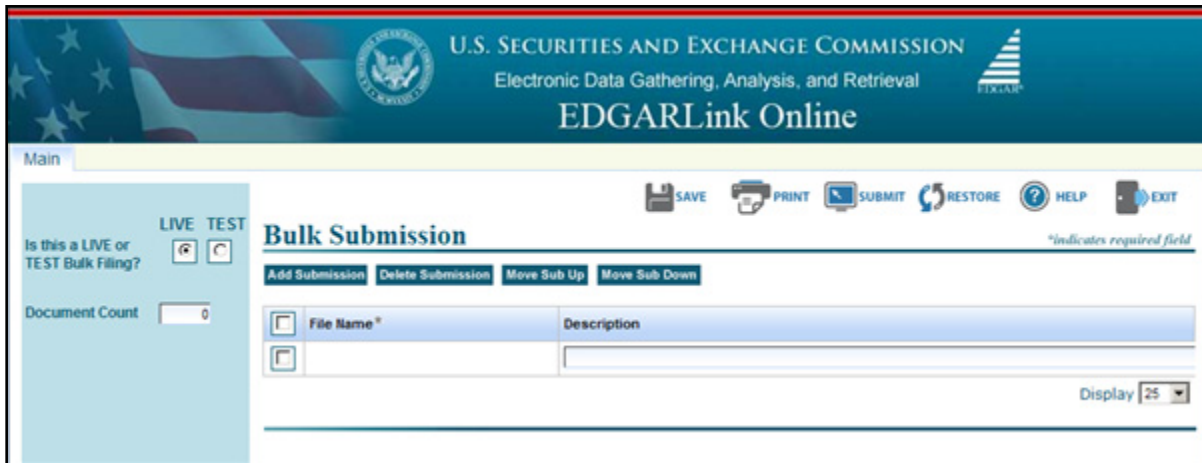 U.S. SECURITIES AND EXCHANGE COMMISSION
Electronic Data Gathering, Analysis, and Retrieval
EDGAR®
EDGARLink Online
Main
SAVE PRINT SUBMIT RESTORE HELP EXIT
LIVE TEST
Is this a LIVE or
TEST Bulk Filing?
Document Count 0
Bulk Submission
*indicates required field
Add Submission Delete Submission Move Sub Up Move Sub Down
File Name* Description
Display 25